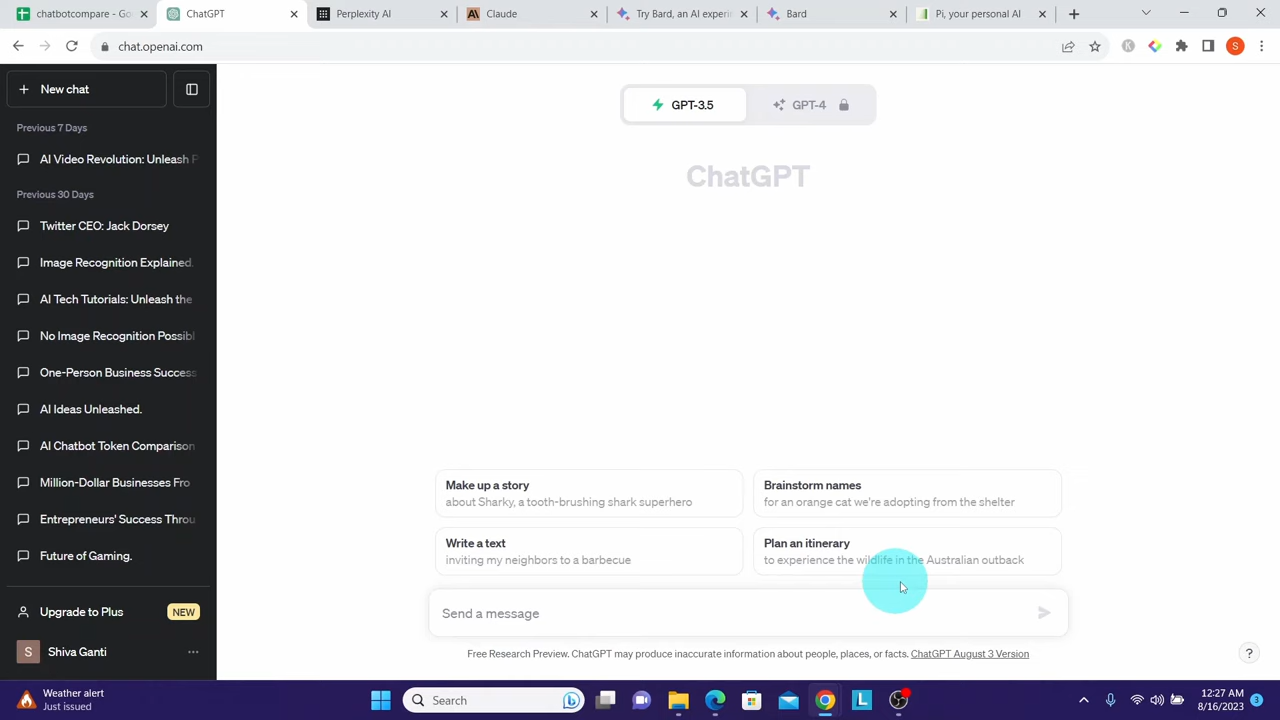 chatbotcompare - Go
ChatGPT
Perplexity AI
Claude
Try Bard, an AI experi
Bard
Pi, your personal AI
chat.openai.com
K
S
New chat
Previous 7 Days
AI Video Revolution: Unleash P
Previous 30 Days
Twitter CEO: Jack Dorsey
Image Recognition Explained.
AI Tech Tutorials: Unleash the
No Image Recognition Possibl
One-Person Business Success
AI Ideas Unleashed.
AI Chatbot Token Comparison
Million-Dollar Businesses Fro
Entrepreneurs' Success Throu
Future of Gaming.
Upgrade to Plus
NEW
S
Shiva Ganti
GPT-3.5
GPT-4
ChatGPT
Make up a story
about Sharky, a tooth-brushing shark superhero
Brainstorm names
for an orange cat we're adopting from the shelter
Write a text
inviting my neighbors to a barbecue
Plan an itinerary
to experience the wildlife in the Australian outback
Send a message
Free Research Preview. ChatGPT may produce inaccurate information about people, places, or facts. ChatGPT August 3 Version
?
Weather alert
Just issued
Search
L
12:27 AM
8/16/2023
3